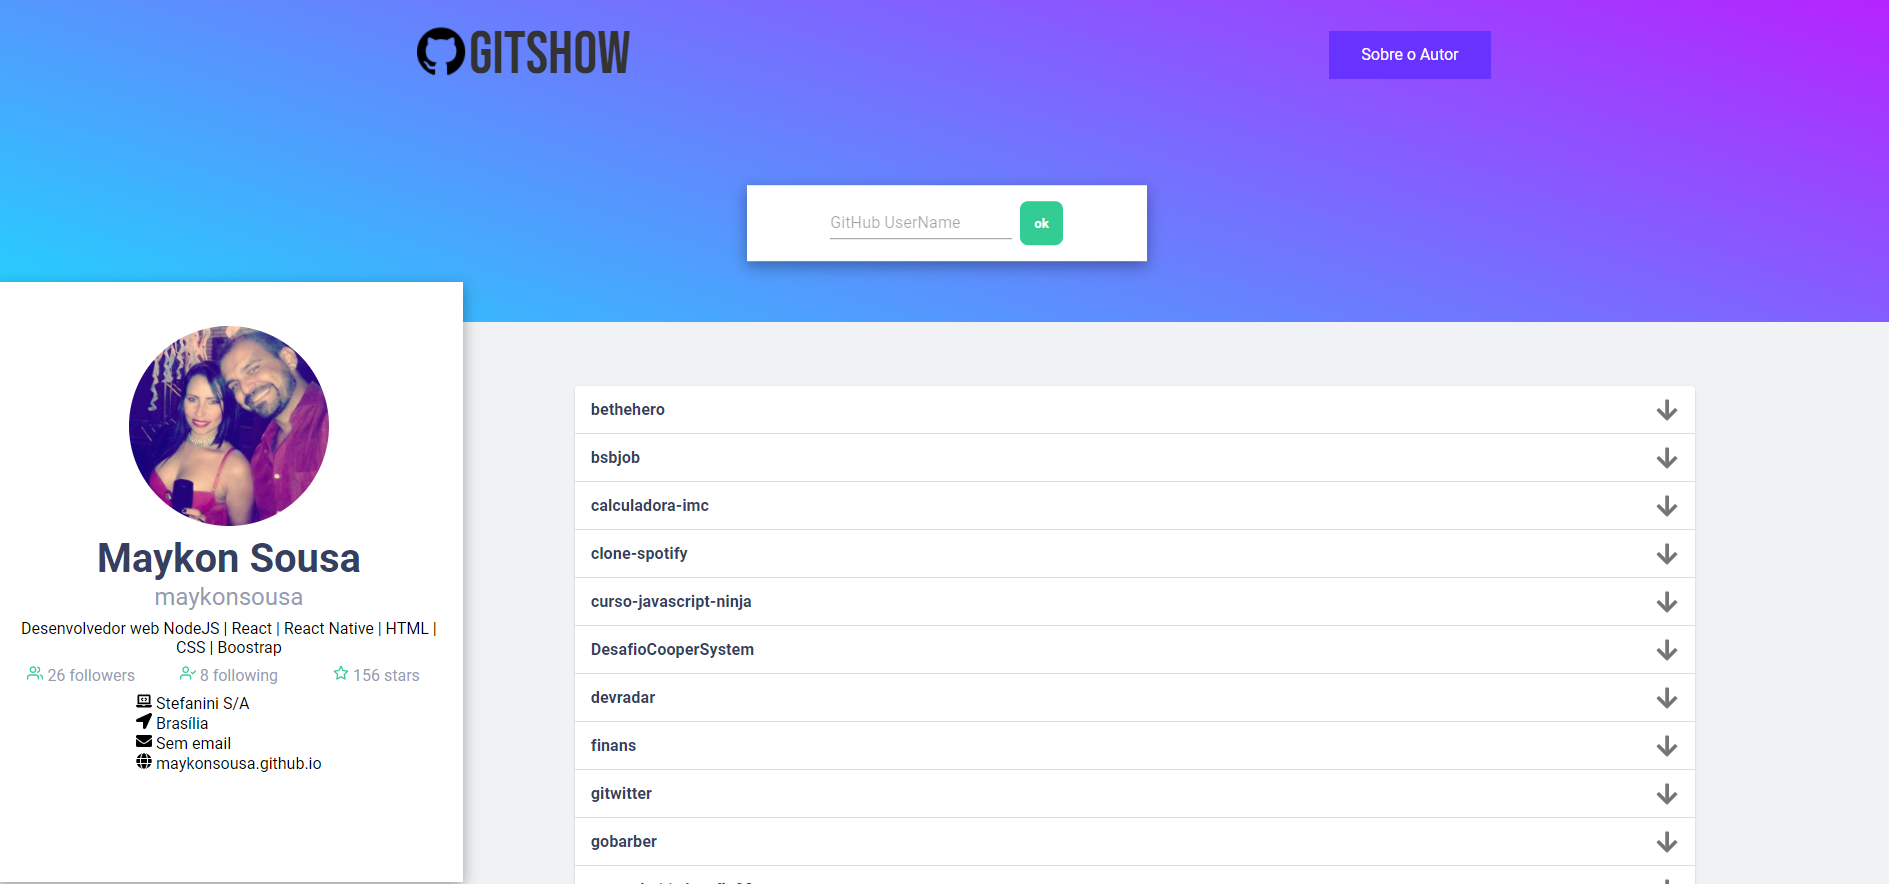 GITSHOW
Sobre o Autor
GitHub UserName
ok
Maykon Sousa
maykonsousa
Desenvolvedor web NodeJS | React | React Native | HTML |
CSS | Boostrap
26 followers
8 following
156 stars
Stefanini S/A
Brasília
Sem email
maykonsousa.github.io
bethehero
bsbjob
calculadora-imc
clone-spotify
curso-javascript-ninja
DesafioCooperSystem
devradar
finans
gitwitter
gobarber